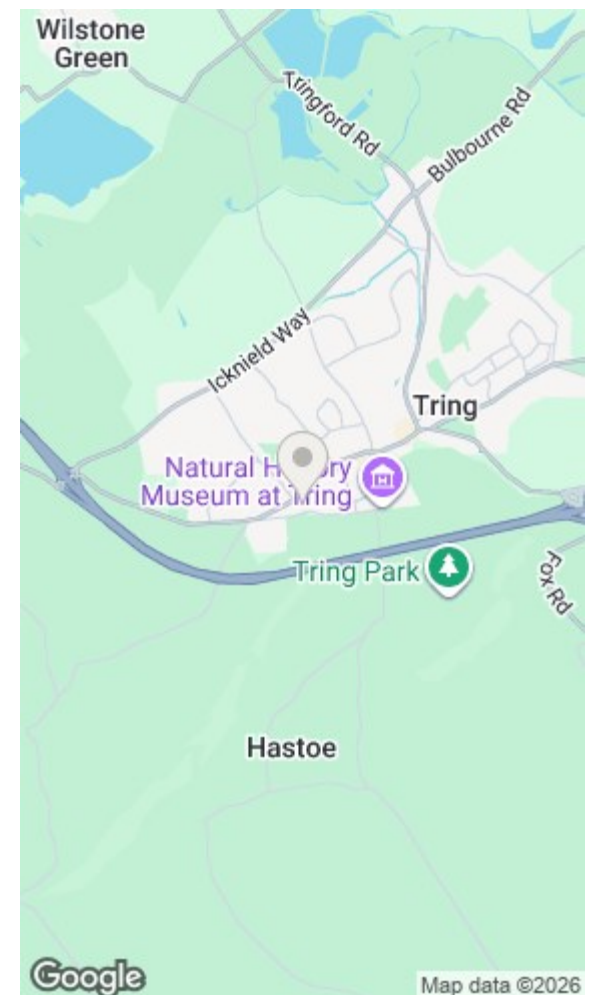 Wilstone
Green
Tringford Rd
Bulbourne Rd
Icknield Way
Tring
Natural History
Museum at Tring
Tring Park
Fox Rd
Hastoe
Google
Map data ©2026